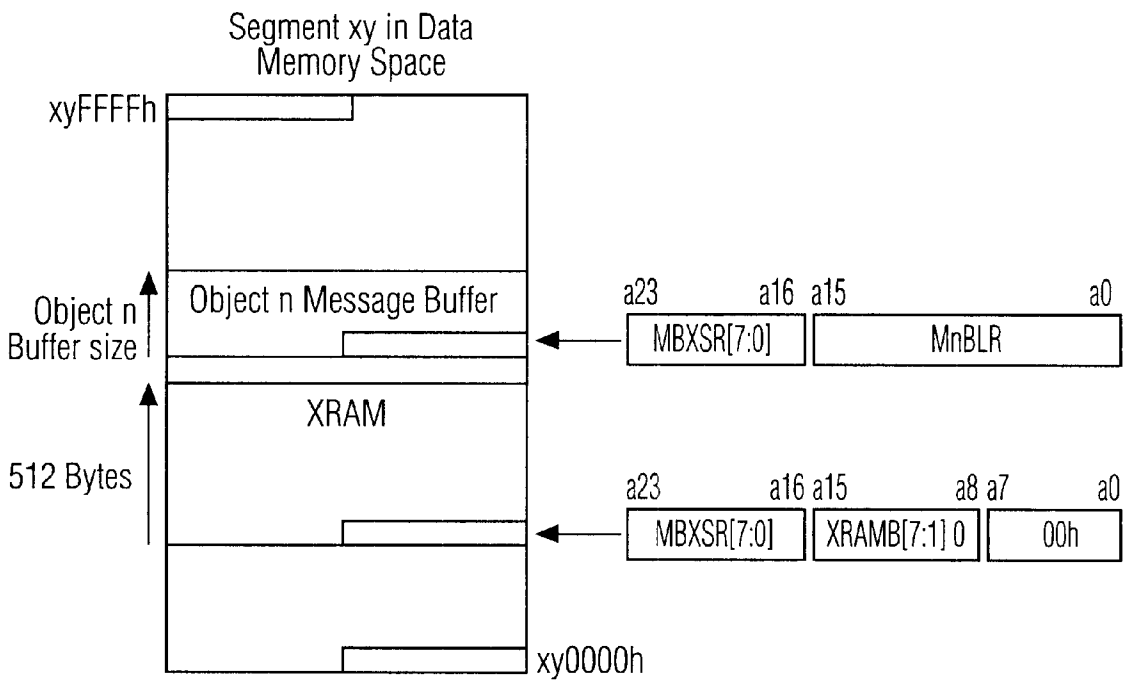 Segment xy in Data
Memory Space
xyFFFFh
Object n
Buffer size
Object n Message Buffer
a23 a16 a15 a0
MBXSR[7:0] MnBLR
XRAM
512 Bytes
a23 a16 a15 a8 a7 a0
MBXSR[7:0] XRAMB[7:1] 0 00h
xy0000h